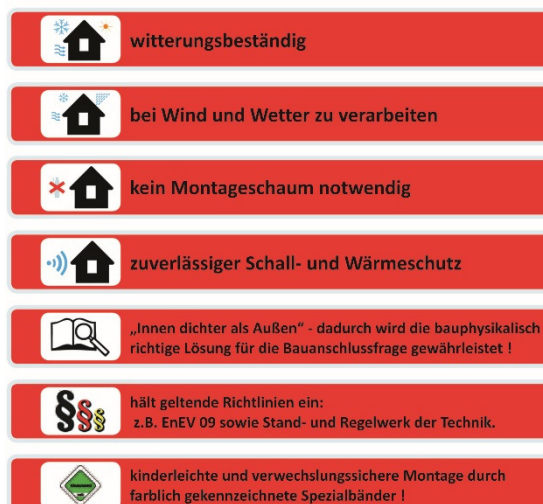 witterungsbeständig
bei Wind und Wetter zu verarbeiten
kein Montageschaum notwendig
zuverlässiger Schall- und Wärmeschutz
„Innen dichter als Außen“ - dadurch wird die bauphysikalisch
richtige Lösung für die Bauanschlussfrage gewährleistet !
§§§
hält geltende Richtlinien ein:
z.B. EnEV 09 sowie Stand- und Regelwerk der Technik.
kinderleichte und verwechslungssichere Montage durch
farblich gekennzeichnete Spezialbänder !